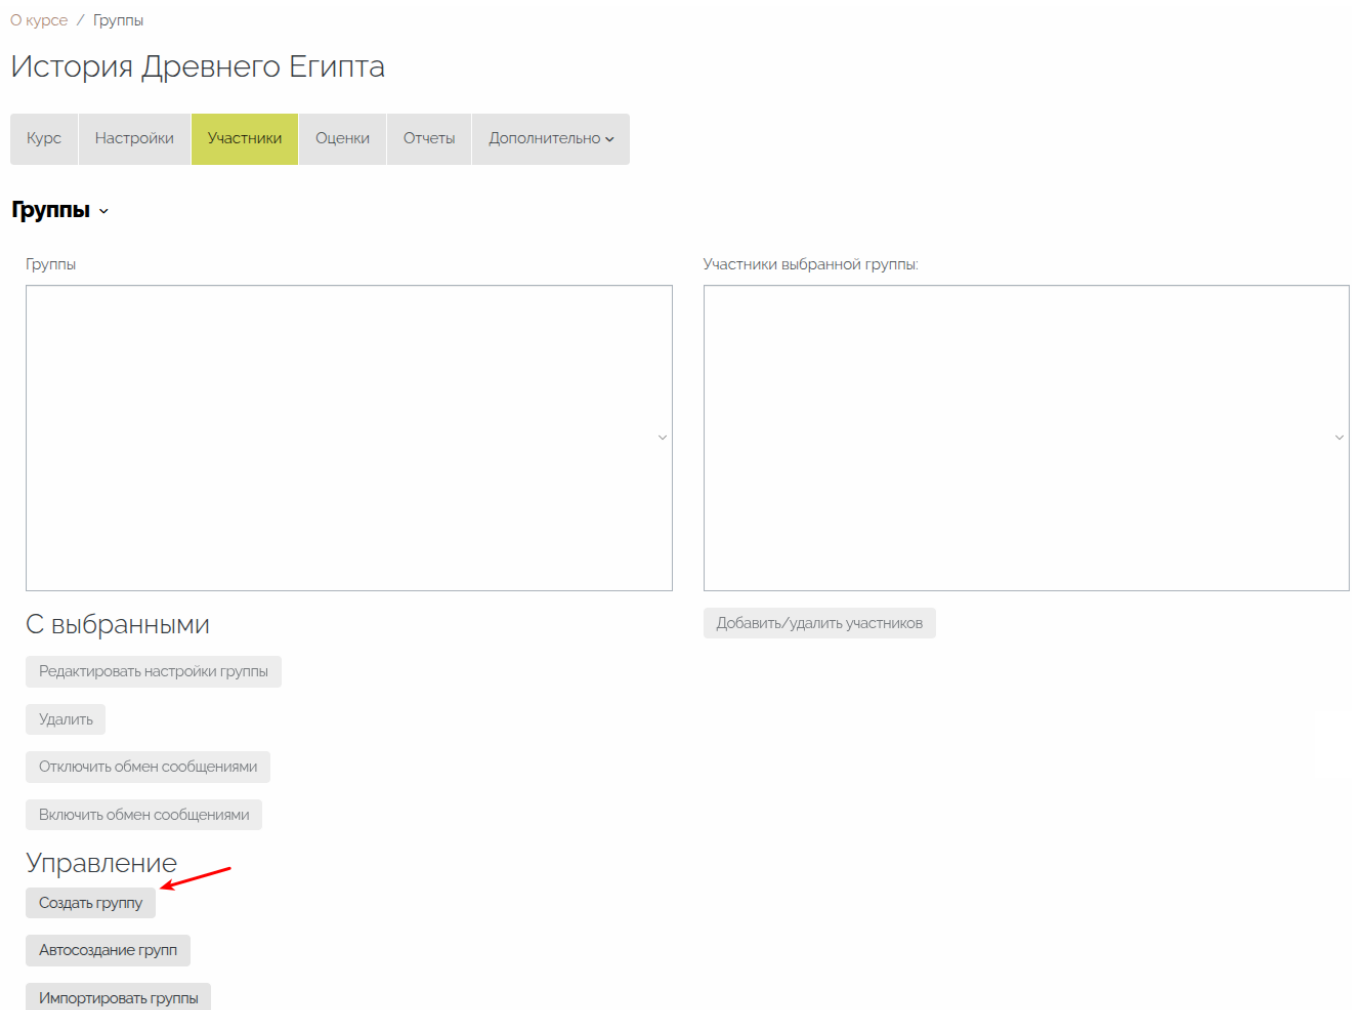 О курсе / Группы
История Древнего Египта
Курс Настройки Участники Оценки Отчеты Дополнительно
Группы
Группы
Участники выбранной группы:
С выбранными
Добавить/удалить участников
Редактировать настройки группы
Удалить
Отключить обмен сообщениями
Включить обмен сообщениями
Управление
Создать группу
Автосоздание групп
Импортировать группы